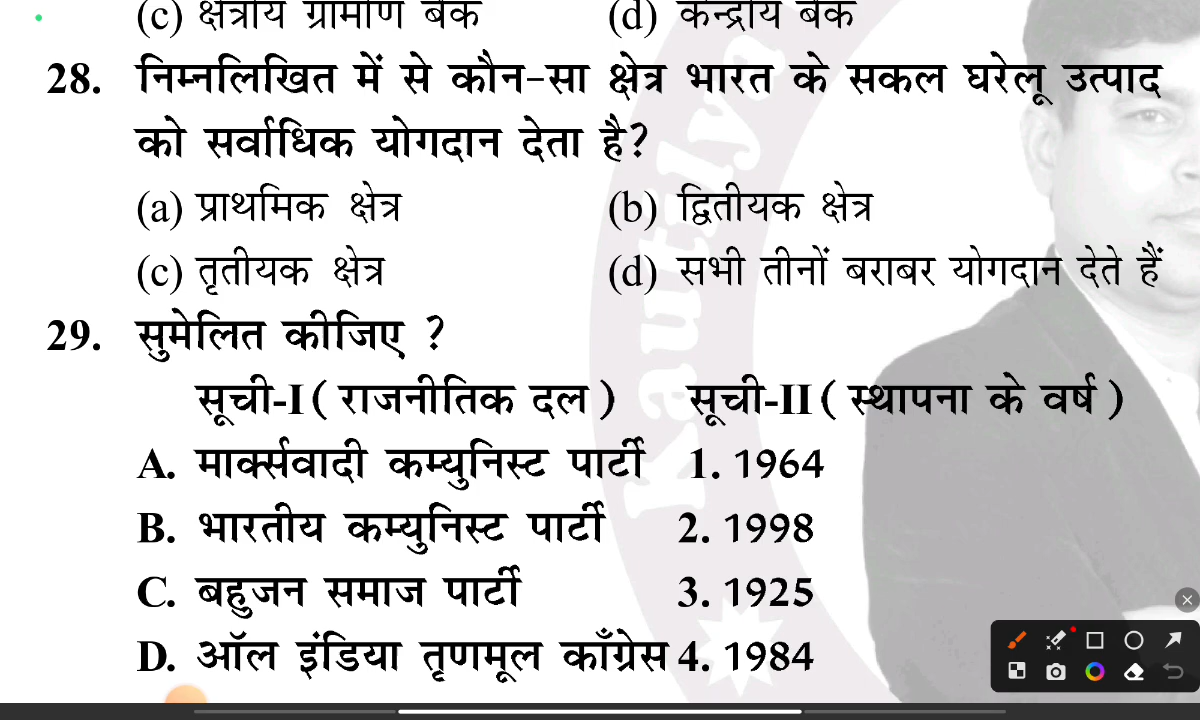 (c) क्षेत्रीय ग्रामीण बैंक (d) केन्द्रीय बैंक
28. निम्नलिखित में से कौन-सा क्षेत्र भारत के सकल घरेलू उत्पाद
को सर्वाधिक योगदान देता है?
(a) प्राथमिक क्षेत्र (b) द्वितीयक क्षेत्र
(c) तृतीयक क्षेत्र (d) सभी तीनों बराबर योगदान देते हैं
29. सुमेलित कीजिए ?
सूची-I ( राजनीतिक दल ) सूची-II ( स्थापना के वर्ष )
A. मार्क्सवादी कम्युनिस्ट पार्टी 1. 1964
B. भारतीय कम्युनिस्ट पार्टी 2. 1998
C. बहुजन समाज पार्टी 3. 1925
D. ऑल इंडिया तृणमूल काँग्रेस 4. 1984
Kautilya